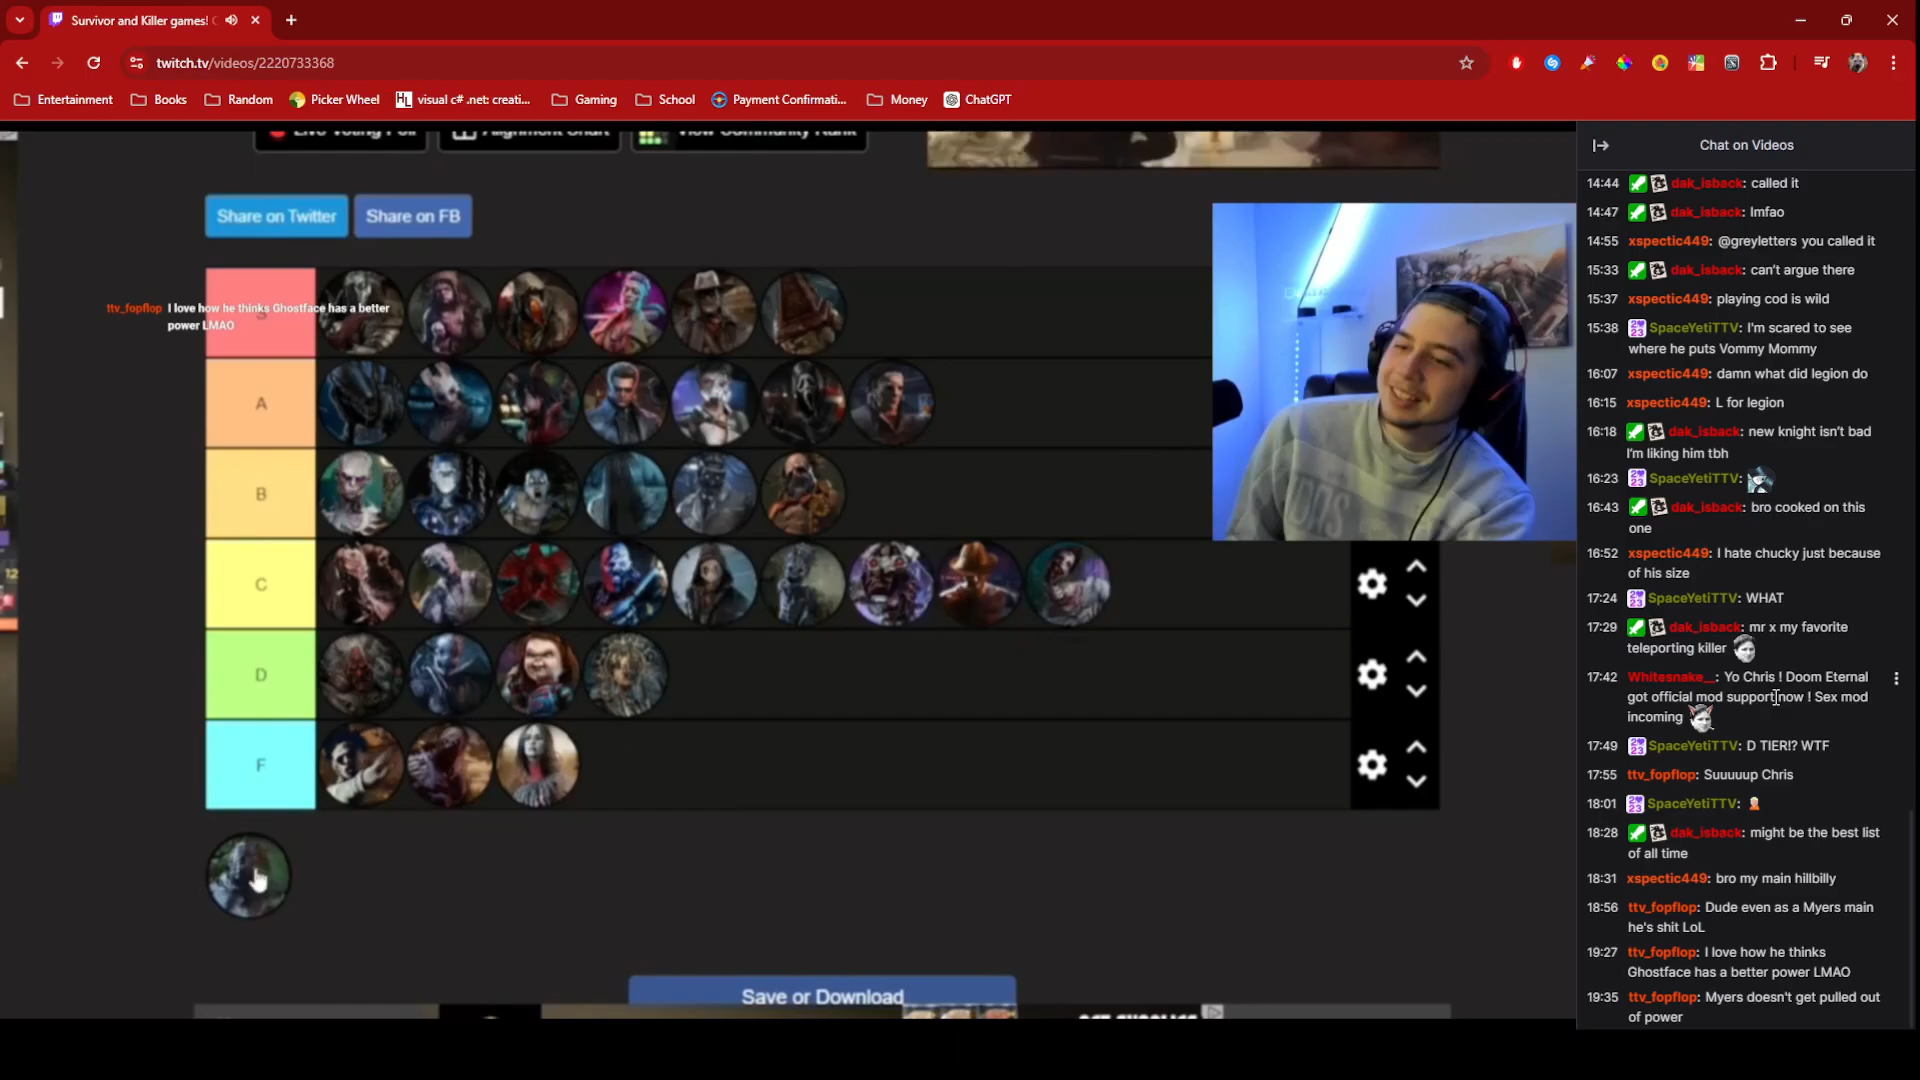 Survivor and Killer games! C
twitch.tv/videos/2220733368
Entertainment
Books
Random
Picker Wheel
visual c# .net: creati...
Gaming
School
Payment Confirmati...
Money
ChatGPT
Live Voting Poll
Alignment Chart
View Community Rank
Share on Twitter
Share on FB
ttv_fopflop I love how he thinks Ghostface has a better
power LMAO
A
B
C
D
F
Save or Download
Chat on Videos
14:44 dak_isback: called it
14:47 dak_isback: lmfao
14:55 xspectic449: @greyletters you called it
15:33 dak_isback: can't argue there
15:37 xspectic449: playing cod is wild
15:38 SpaceYetiTTV: I'm scared to see
where he puts Vommy Mommy
16:07 xspectic449: damn what did legion do
16:15 xspectic449: L for legion
16:18 dak_isback: new knight isn't bad
I'm liking him tbh
16:23 SpaceYetiTTV:
16:43 dak_isback: bro cooked on this
one
16:52 xspectic449: I hate chucky just because
of his size
17:24 SpaceYetiTTV: WHAT
17:29 dak_isback: mr x my favorite
teleporting killer
17:42 Whitesnake__: Yo Chris ! Doom Eternal
got official mod support now ! Sex mod
incoming
17:49 SpaceYetiTTV: D TIER!? WTF
17:55 ttv_fopflop: Suuuuup Chris
18:01 SpaceYetiTTV:
18:28 dak_isback: might be the best list
of all time
18:31 xspectic449: bro my main hillbilly
18:56 ttv_fopflop: Dude even as a Myers main
he's shit LoL
19:27 ttv_fopflop: I love how he thinks
Ghostface has a better power LMAO
19:35 ttv_fopflop: Myers doesn't get pulled out
of power